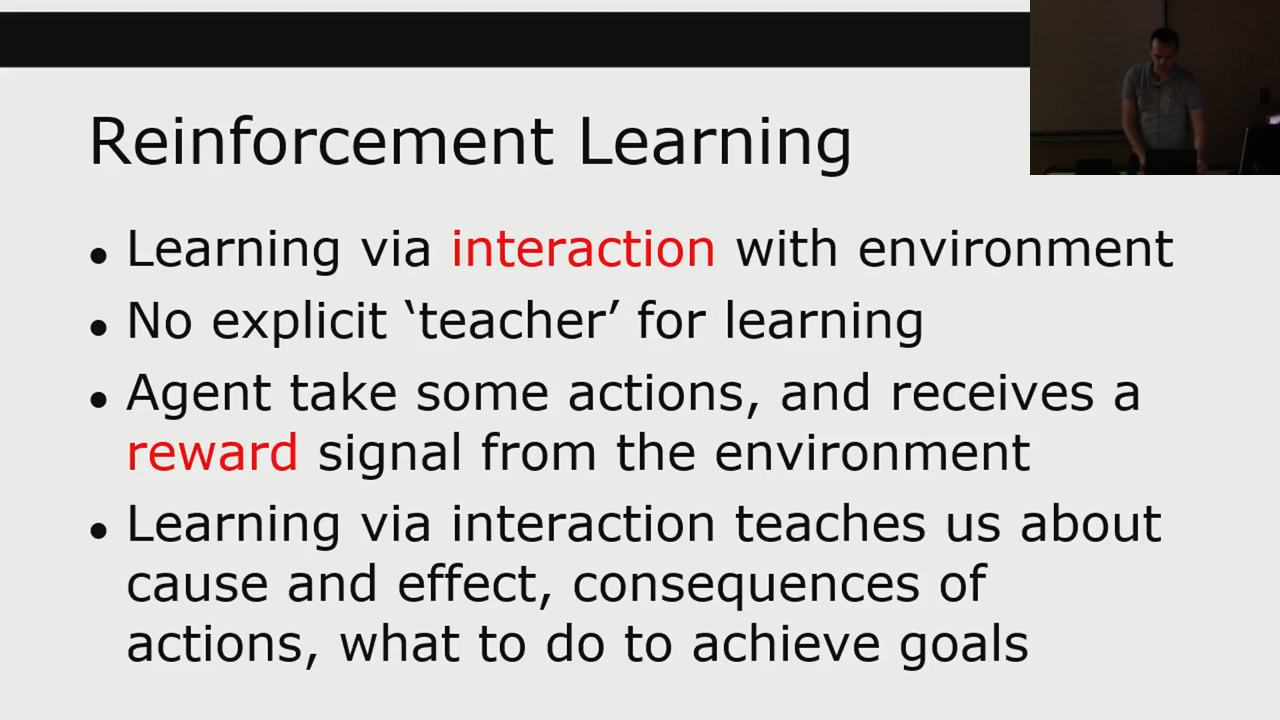 Reinforcement Learning
• Learning via interaction with environment
• No explicit ‘teacher’ for learning
• Agent take some actions, and receives a
reward signal from the environment
• Learning via interaction teaches us about
cause and effect, consequences of
actions, what to do to achieve goals